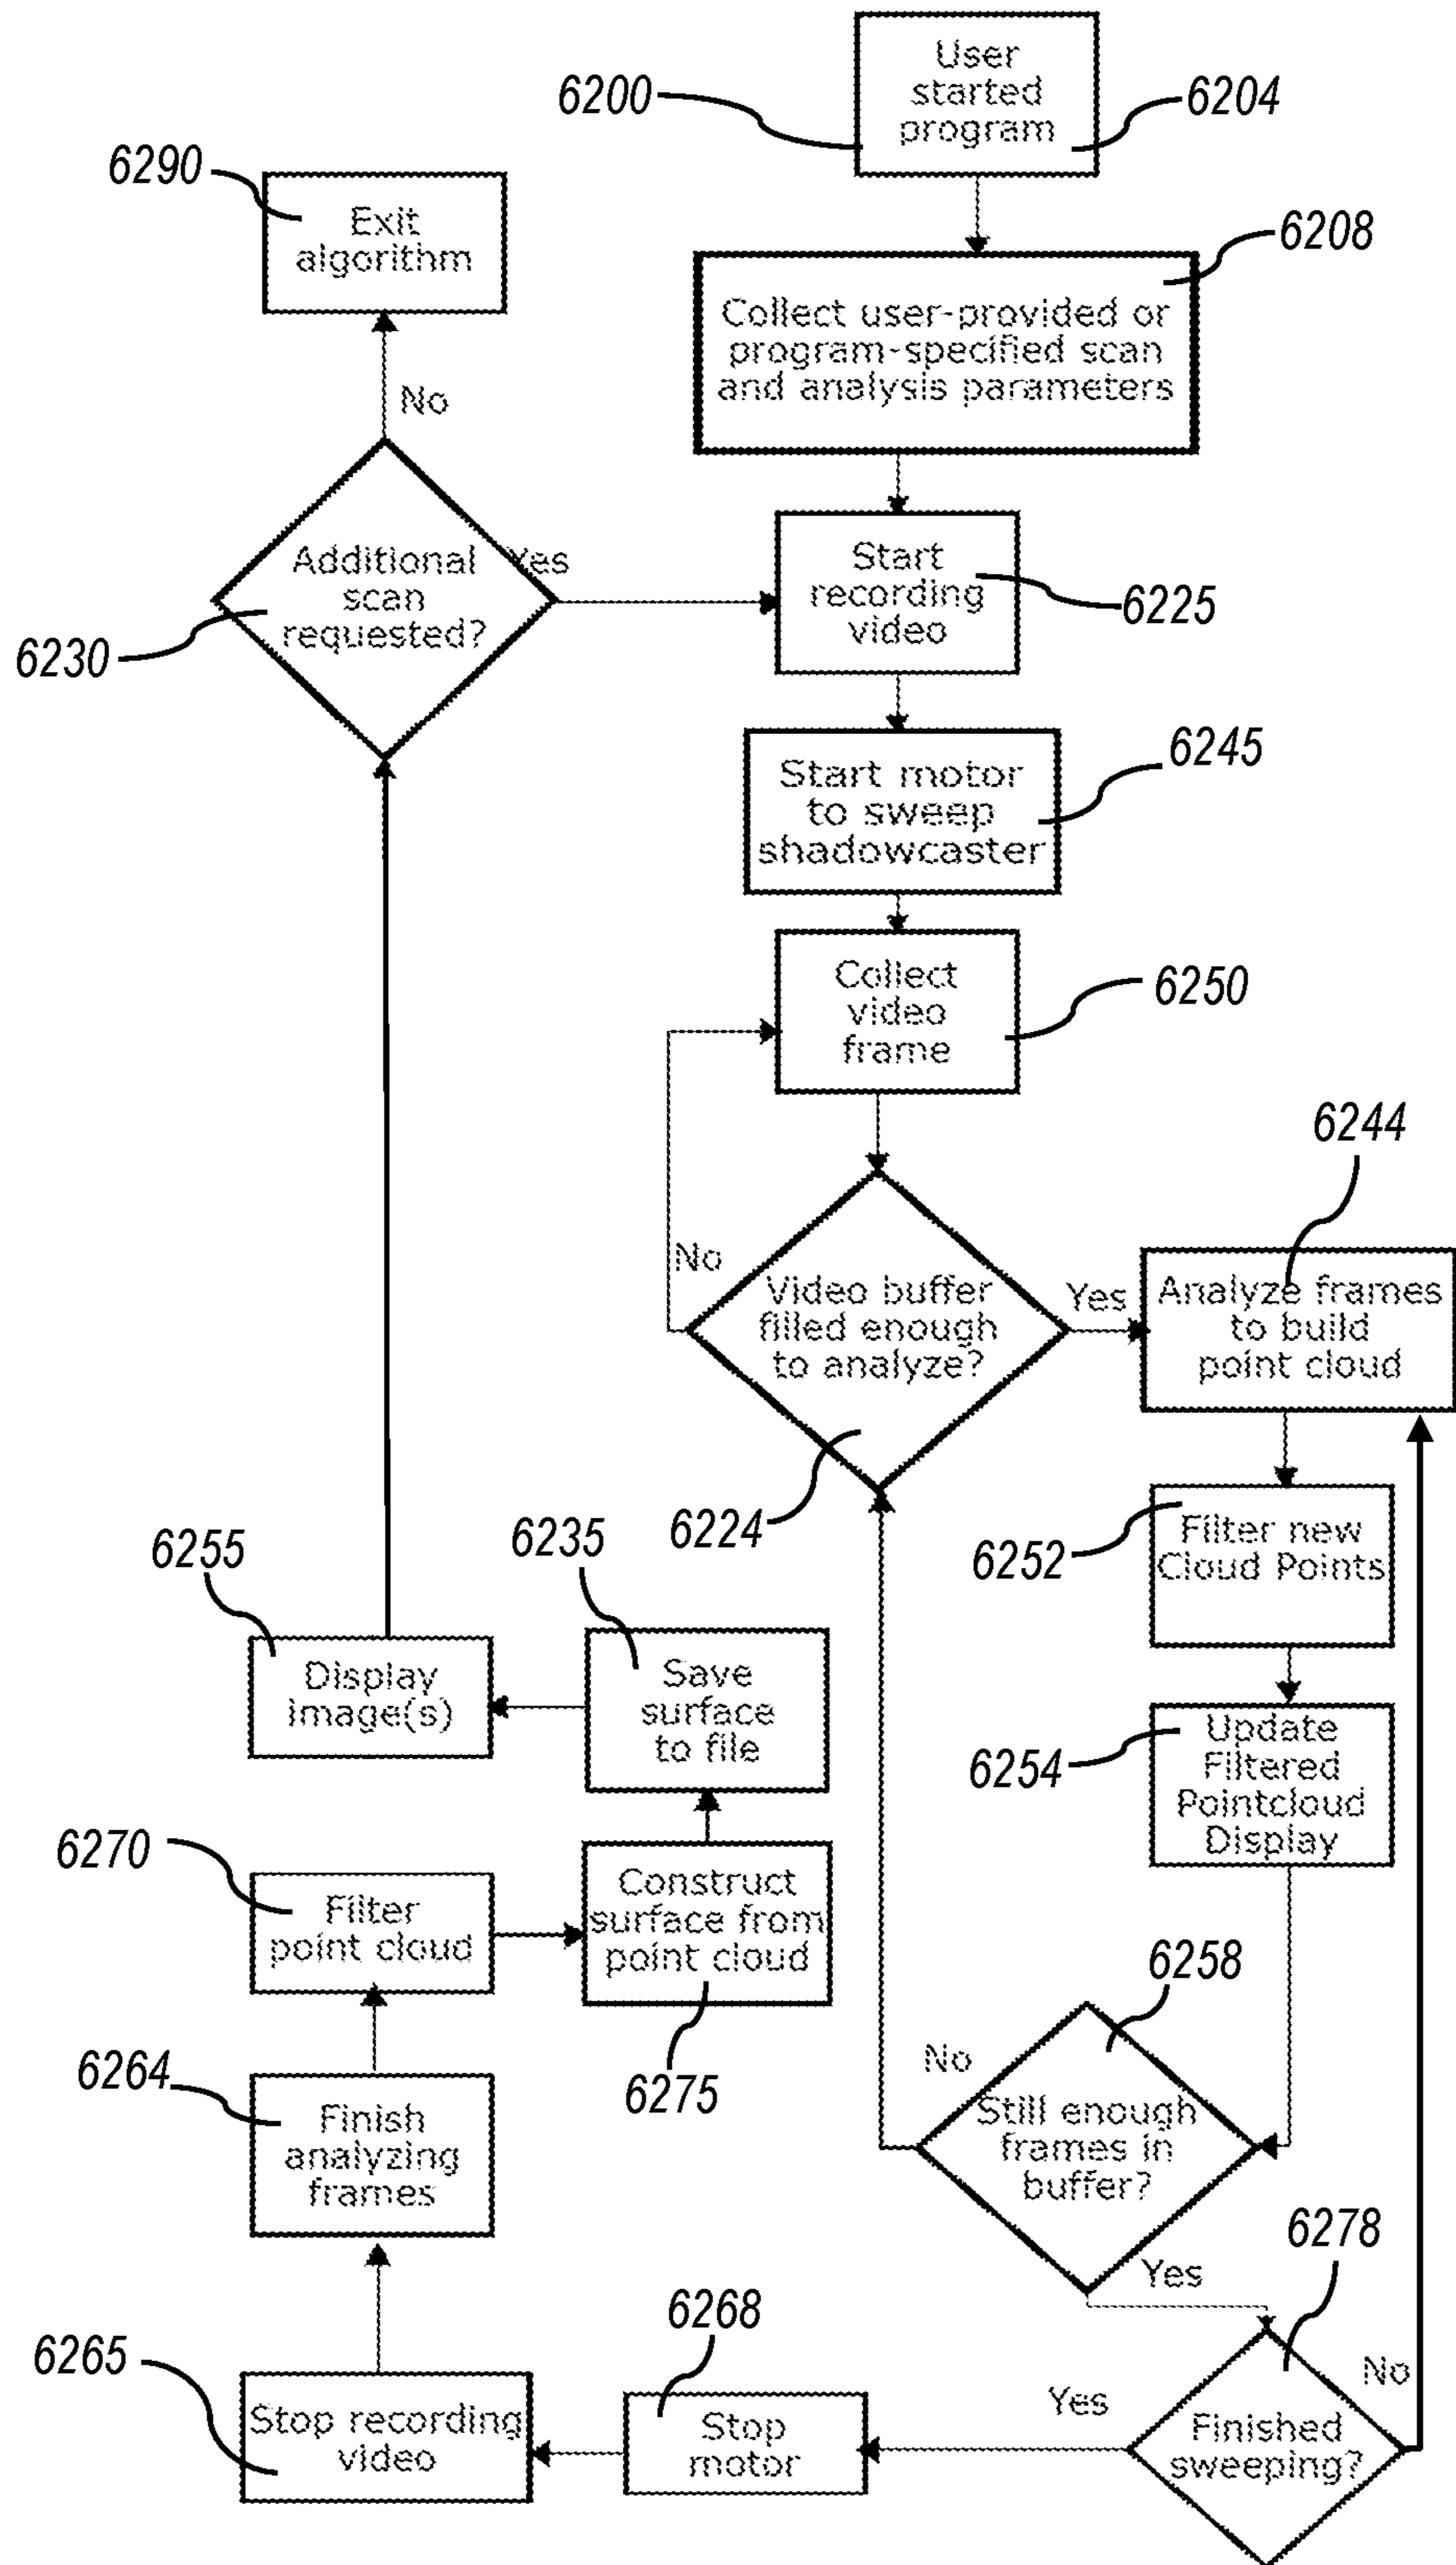 User
started
program
6200
6204
6290
Exit
algorithm
6208
Collect user-provided or
program-specified scan
and analysis parameters
No
Additional
scan
requested?
Yes
6230
Start
recording
video
6225
Start motor
to sweep
shadowcaster
6245
Collect
video
frame
6250
6244
No
Video buffer
filled enough
to analyze?
Yes
Analyze frames
to build
point cloud
6224
6252
Filter new
Cloud Points
6255
6235
Display
image(s)
Save
surface
to file
6254
Update
Filtered
Pointcloud
Display
6270
Filter
point cloud
Construct
surface from
point cloud
6275
6258
No
Still enough
frames in
buffer?
Yes
6264
Finish
analyzing
frames
6278
6268
6265
Stop recording
video
Stop
motor
Yes
No
Finished
sweeping?